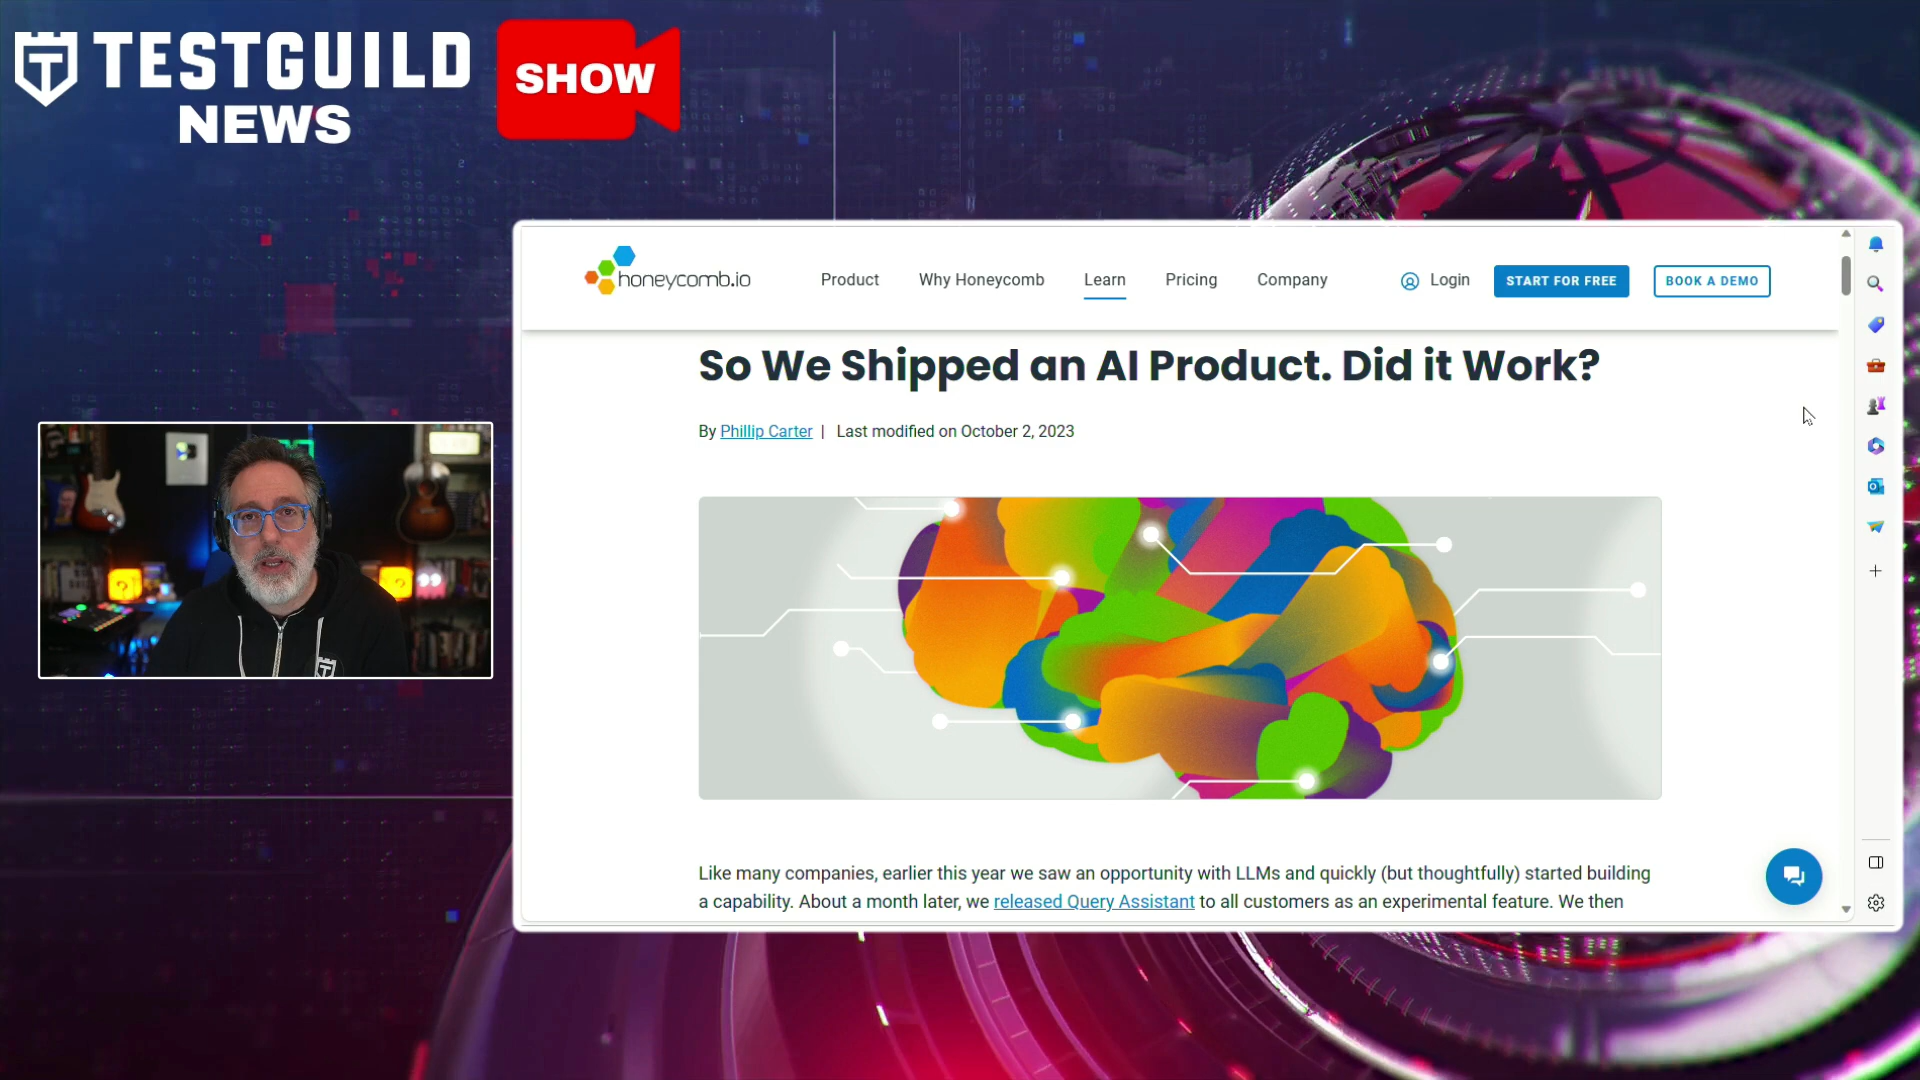 TESTGUILD
NEWS
SHOW
honeycomb.io
Product
Why Honeycomb
Learn
Pricing
Company
Login
START FOR FREE
BOOK A DEMO
So We Shipped an AI Product. Did it Work?
By Phillip Carter | Last modified on October 2, 2023
Like many companies, earlier this year we saw an opportunity with LLMs and quickly (but thoughtfully) started building
a capability. About a month later, we released Query Assistant to all customers as an experimental feature. We then